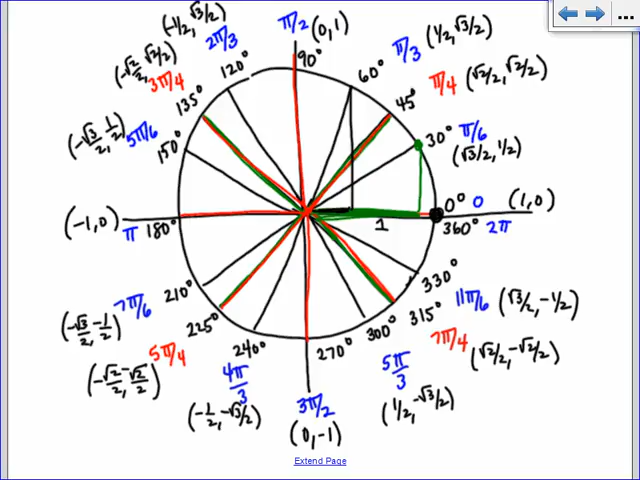 (-1/2, √3/2)
π/2 (0,1)
2π/3
π/3 (1/2, √3/2)
(-√2/2, √2/2)
90°
120°
60°
3π/4
π/4 (√2/2, √2/2)
135°
45°
(-√3/2, 1/2) 5π/6
30° π/6
150°
(√3/2, 1/2)
0° 0 (1,0)
(-1,0)
π 180°
1
360° 2π
210°
330°
7π/6
11π/6 (√3/2, -1/2)
(-√3/2, -1/2)
225°
315°
240°
270°
300°
5π/4
7π/4 (√2/2, -√2/2)
(-√2/2, -√2/2)
4π/3
5π/3
(-1/2, -√3/2)
3π/2
(1/2, -√3/2)
(0,-1)
Extend Page
...